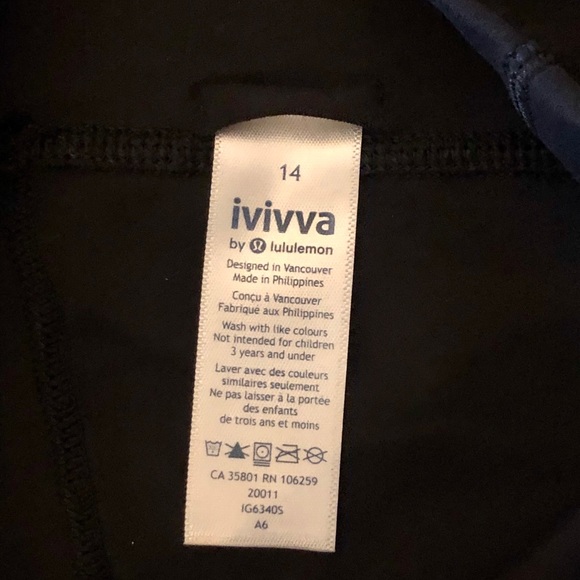 14
ivivva
by lululemon
Designed in Vancouver
Made in Philippines
Conçu à Vancouver
Fabriqué aux Philippines
Wash with like colours
Not intended for children
3 years and under
Laver avec des couleurs
similaires seulement
Ne pas laisser à la portée
des enfants
de trois ans et moins
CA 35801 RN 106259
20011
IG6340S
A6